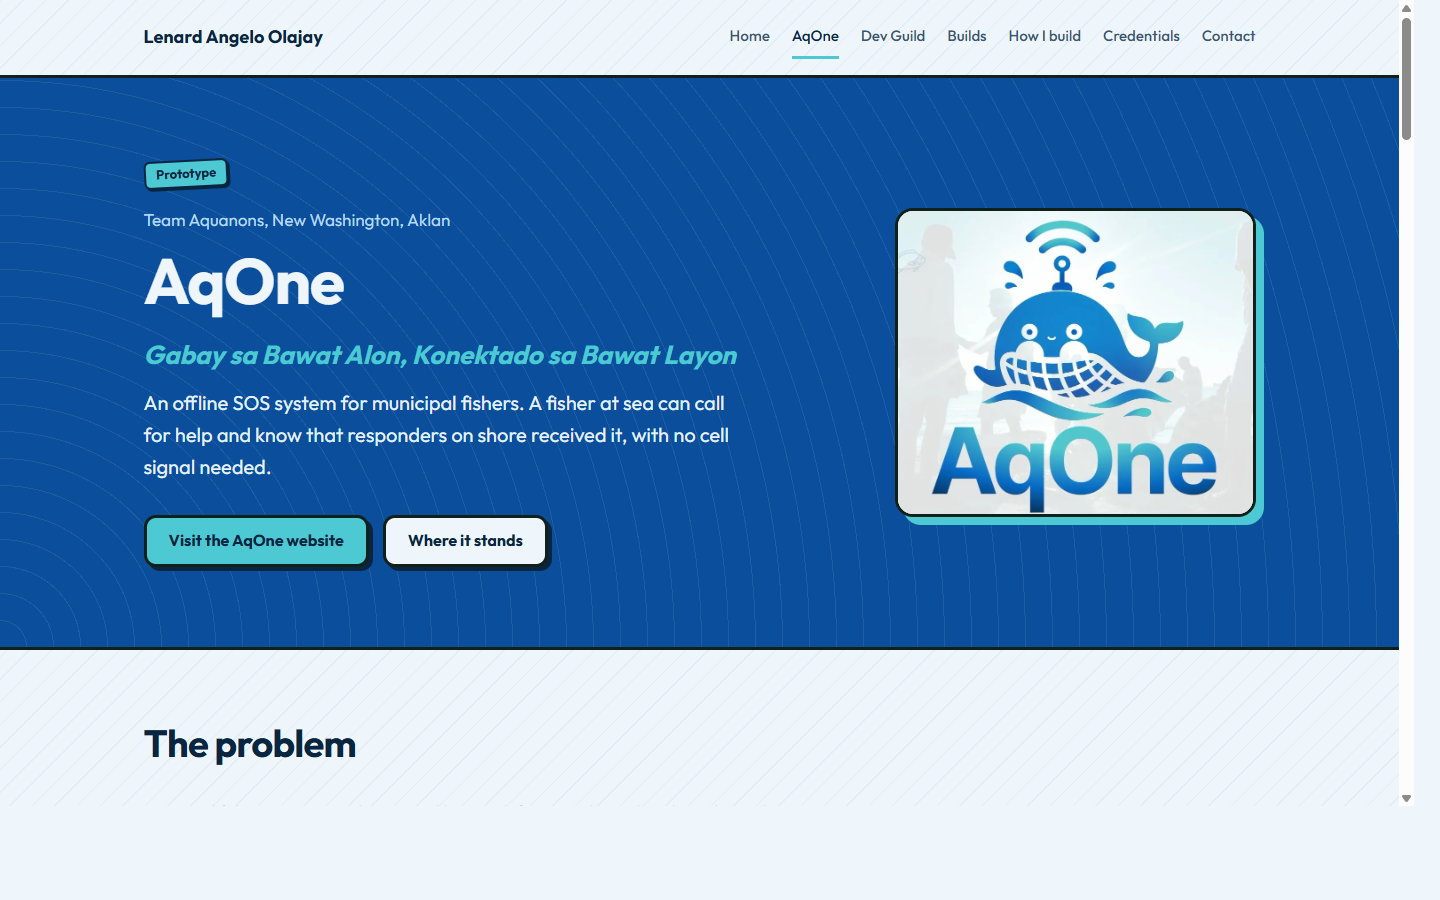 Lenard Angelo Olajay
Home AqOne Dev Guild Builds How I build Credentials Contact
Prototype
Team Aquanons, New Washington, Aklan
AqOne
Gabay sa Bawat Alon, Konektado sa Bawat Layon
An offline SOS system for municipal fishers. A fisher at sea can call
for help and know that responders on shore received it, with no cell
signal needed.
Visit the AqOne website
Where it stands
AqOne
The problem